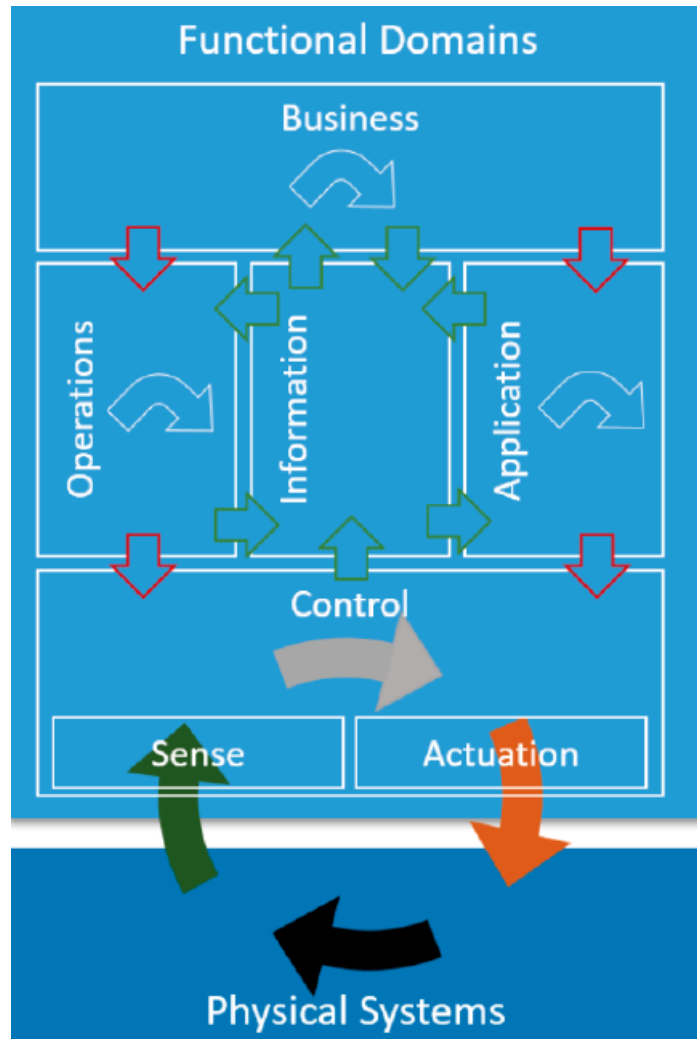 Functional Domains
Business
Operations
Information
Application
Control
Sense
Actuation
Physical Systems